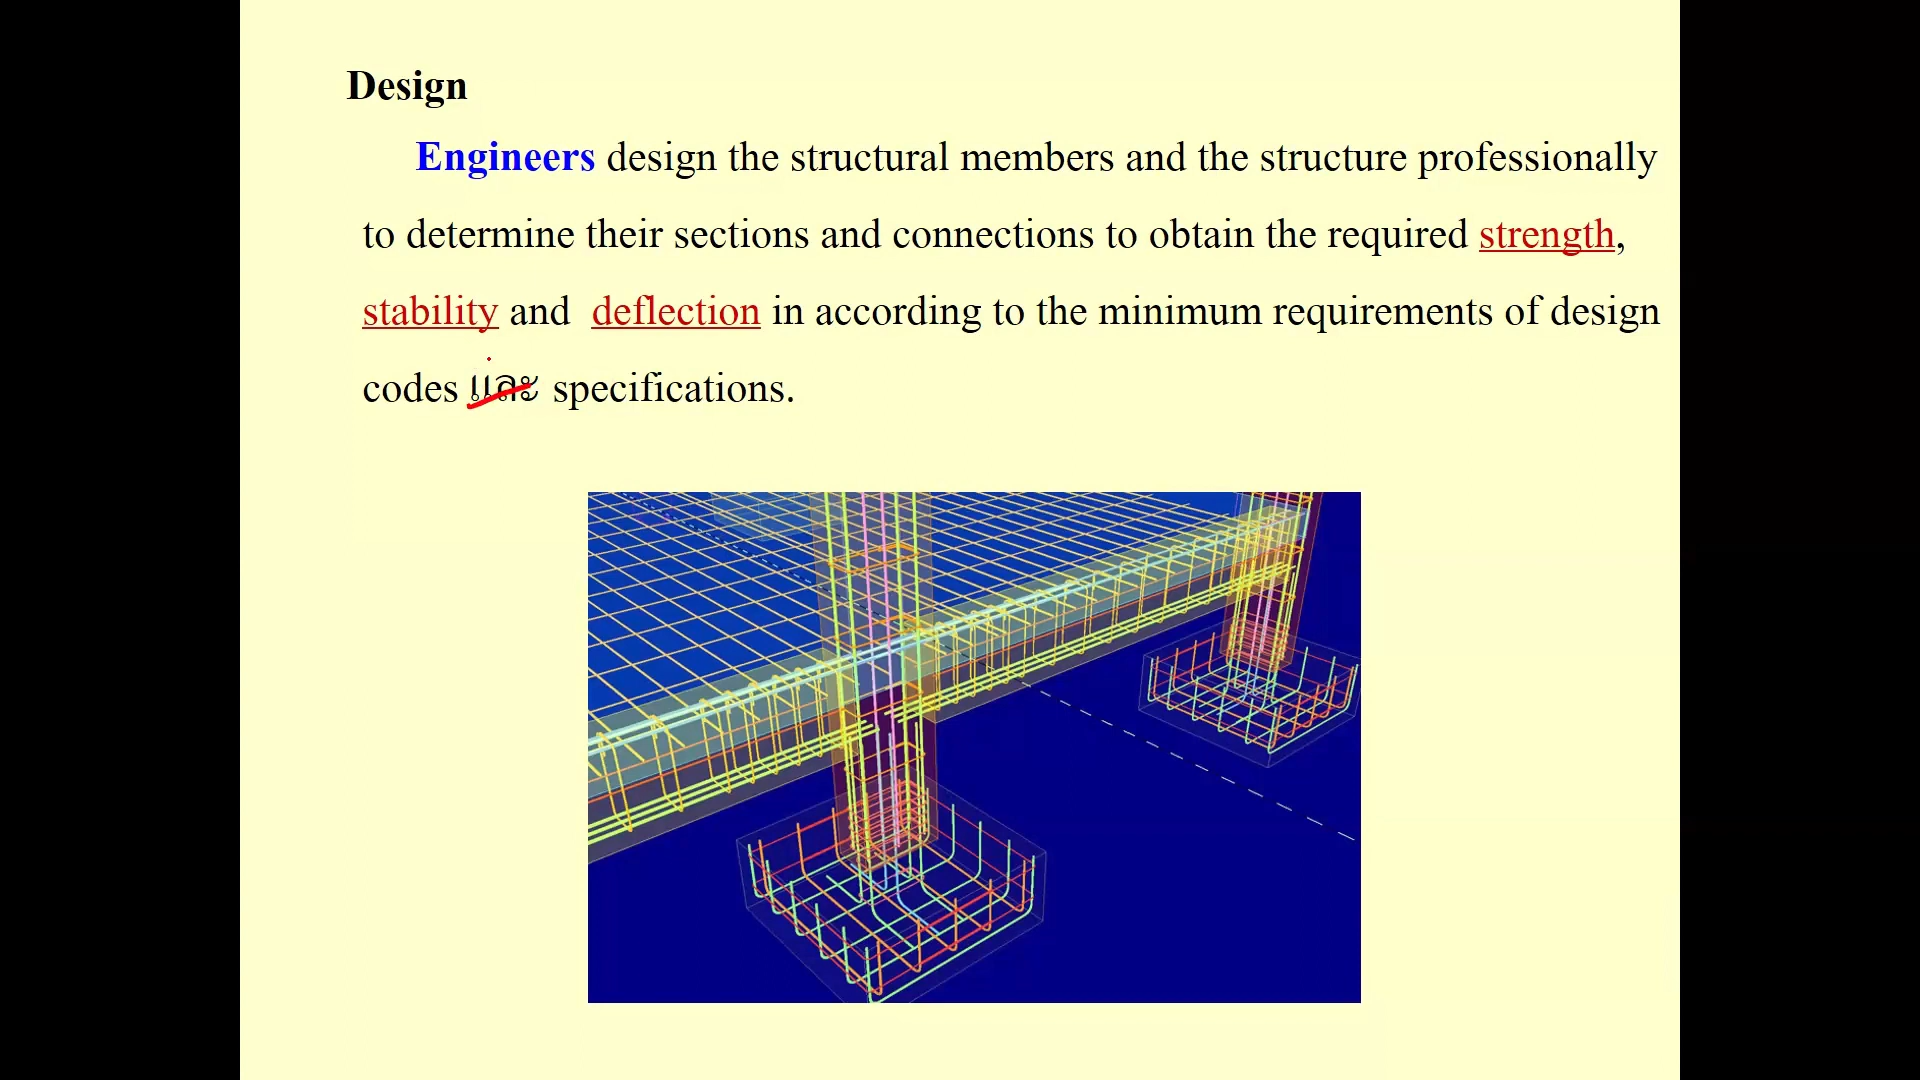 Design
Engineers design the structural members and the structure professionally
to determine their sections and connections to obtain the required strength,
stability and deflection in according to the minimum requirements of design
codes และ specifications.